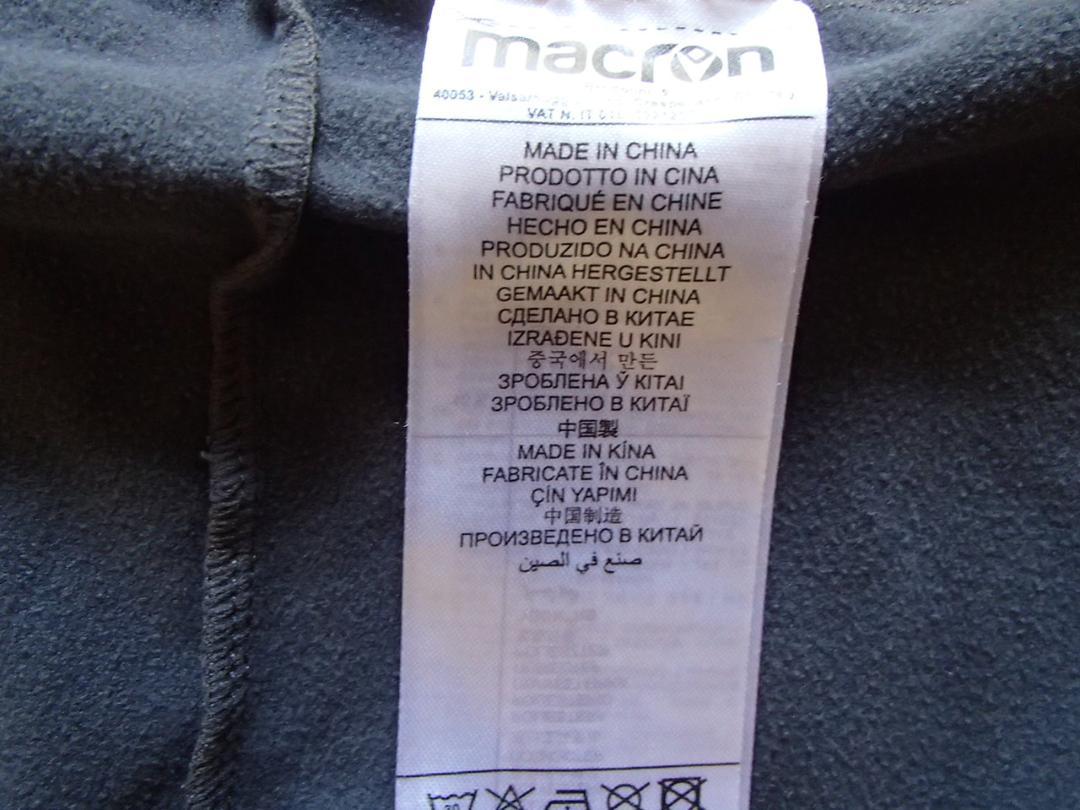 macron
40053 -
VAT N. IT
MADE IN CHINA
PRODOTTO IN CINA
FABRIQUÉ EN CHINE
HECHO EN CHINA
PRODUZIDO NA CHINA
IN CHINA HERGESTELLT
GEMAAKT IN CHINA
СДЕЛАНО В КИТАЕ
IZRAĐENE U KINI
중국에서 만든
ЗРОБЛЕНА Ў КІТАІ
ЗРОБЛЕНО В КИТАЇ
中国製
MADE IN KÍNA
FABRICATE ÎN CHINA
ÇİN YAPIMI
中国制造
ПРОИЗВЕДЕНО В КИТАЙ
صنع في الصين
30